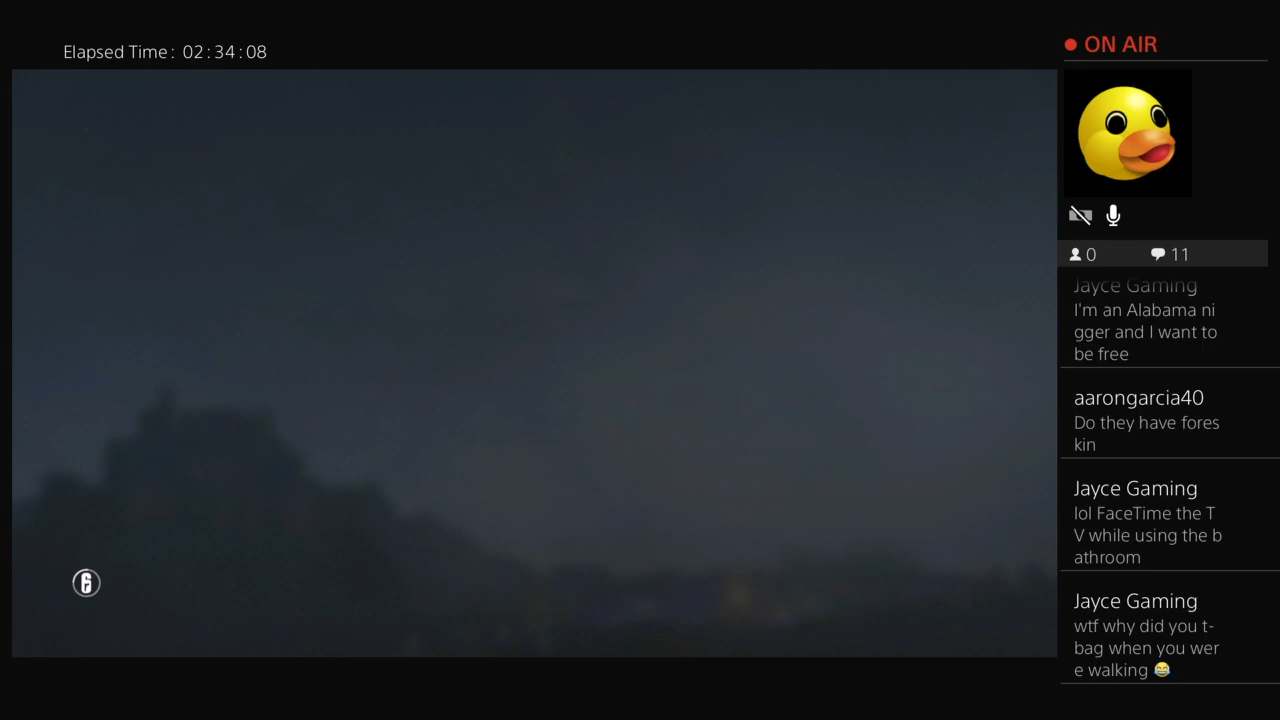 Elapsed Time: 02:34:08
ON AIR
0
11
Jayce Gaming
I'm an Alabama ni
gger and I want to
be free
aarongarcia40
Do they have fores
kin
Jayce Gaming
lol FaceTime the T
V while using the b
athroom
Jayce Gaming
wtf why did you t-
bag when you wer
e walking 😂
6